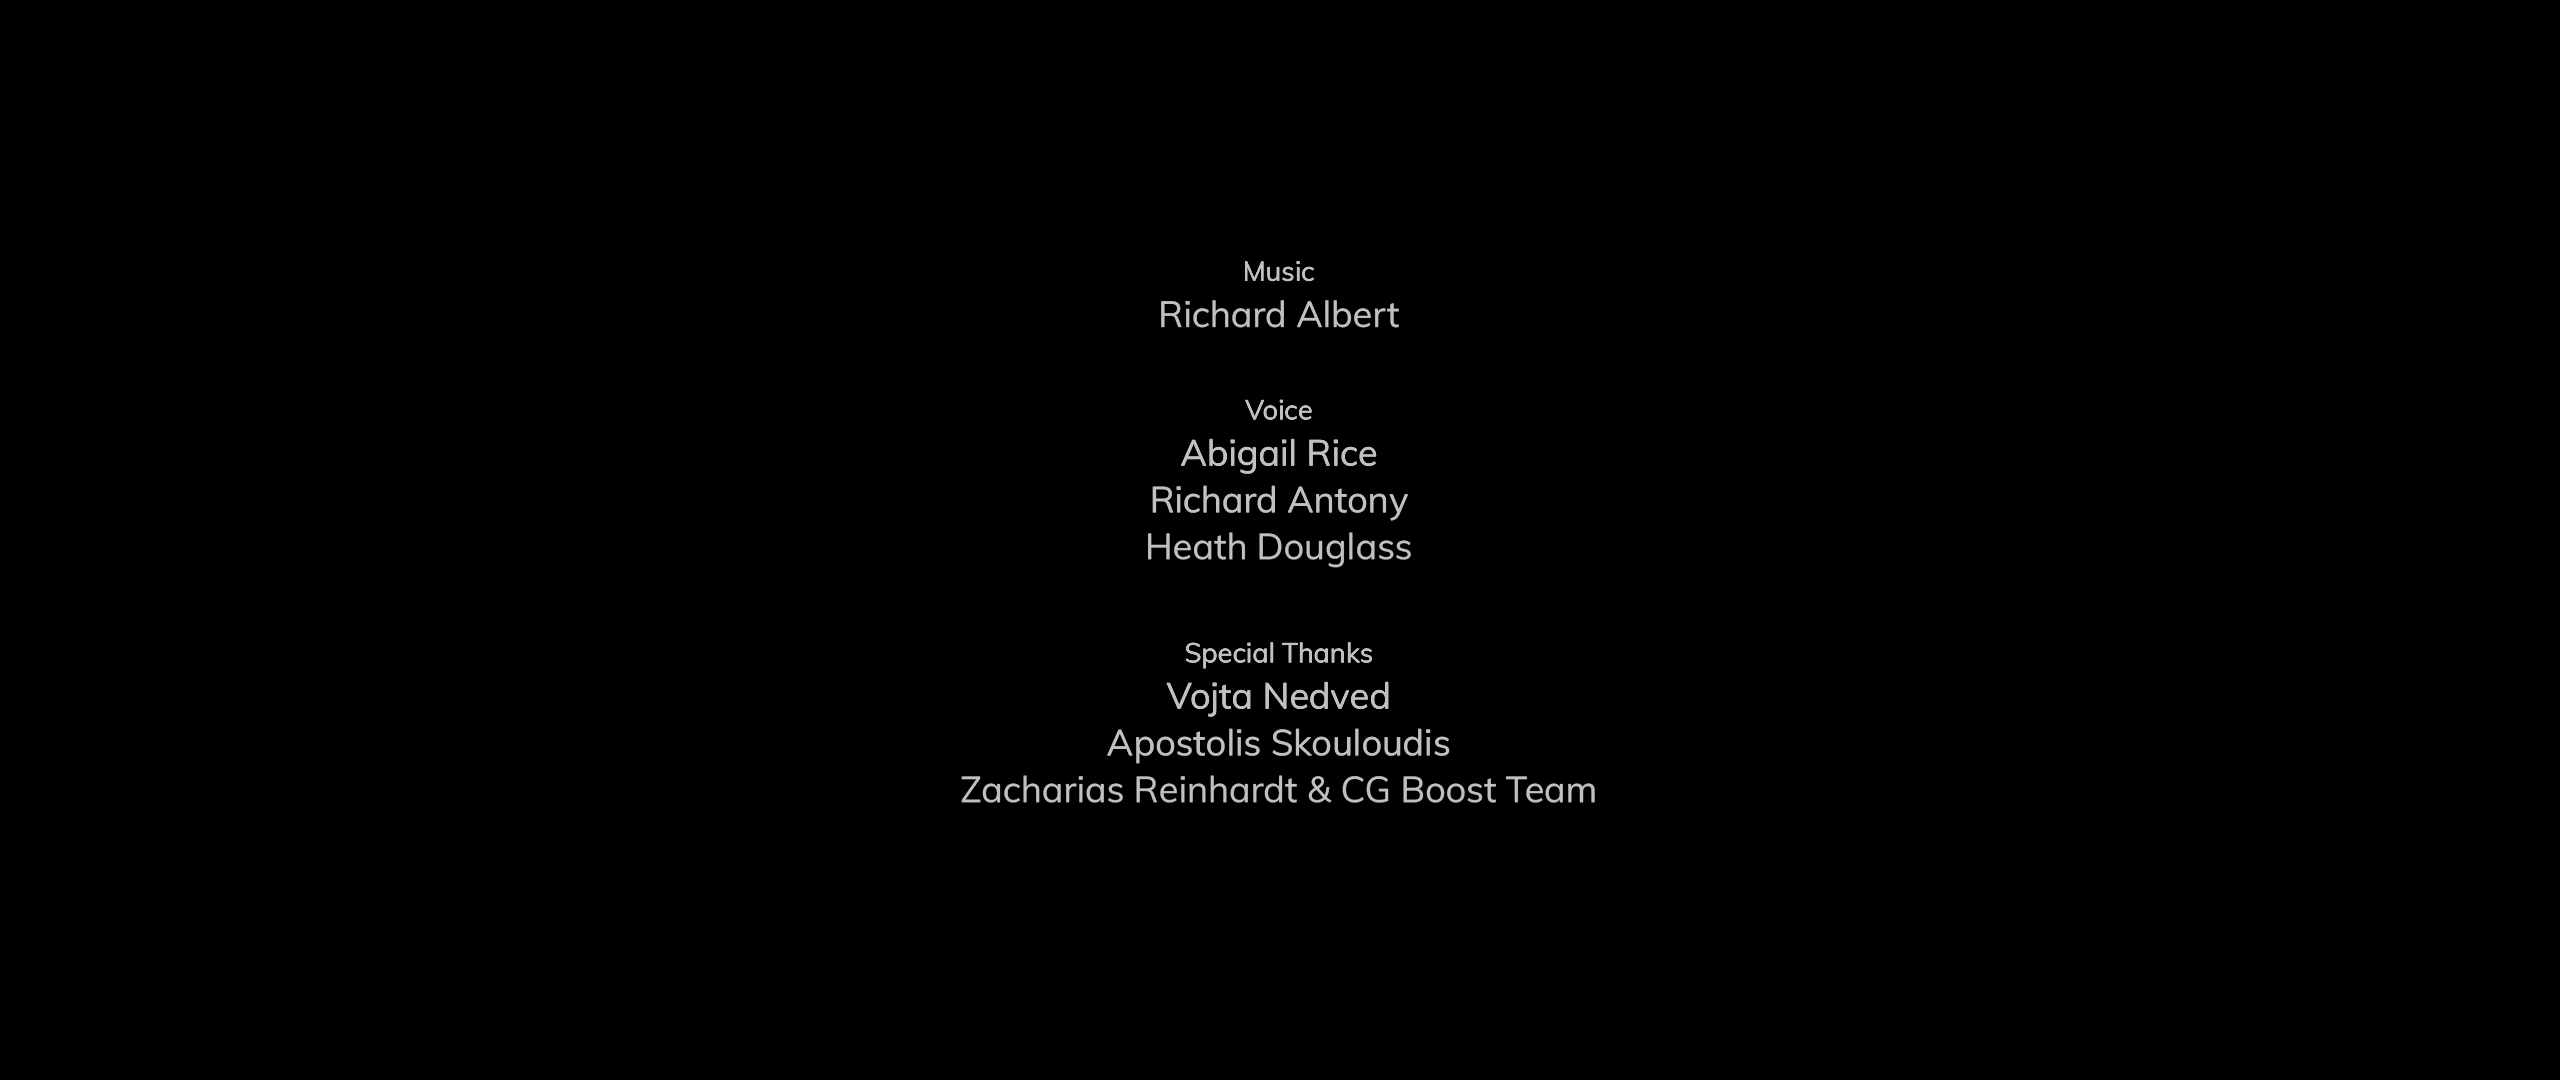 Music
Richard Albert
Voice
Abigail Rice
Richard Antony
Heath Douglass
Special Thanks
Vojta Nedved
Apostolis Skouloudis
Zacharias Reinhardt & CG Boost Team